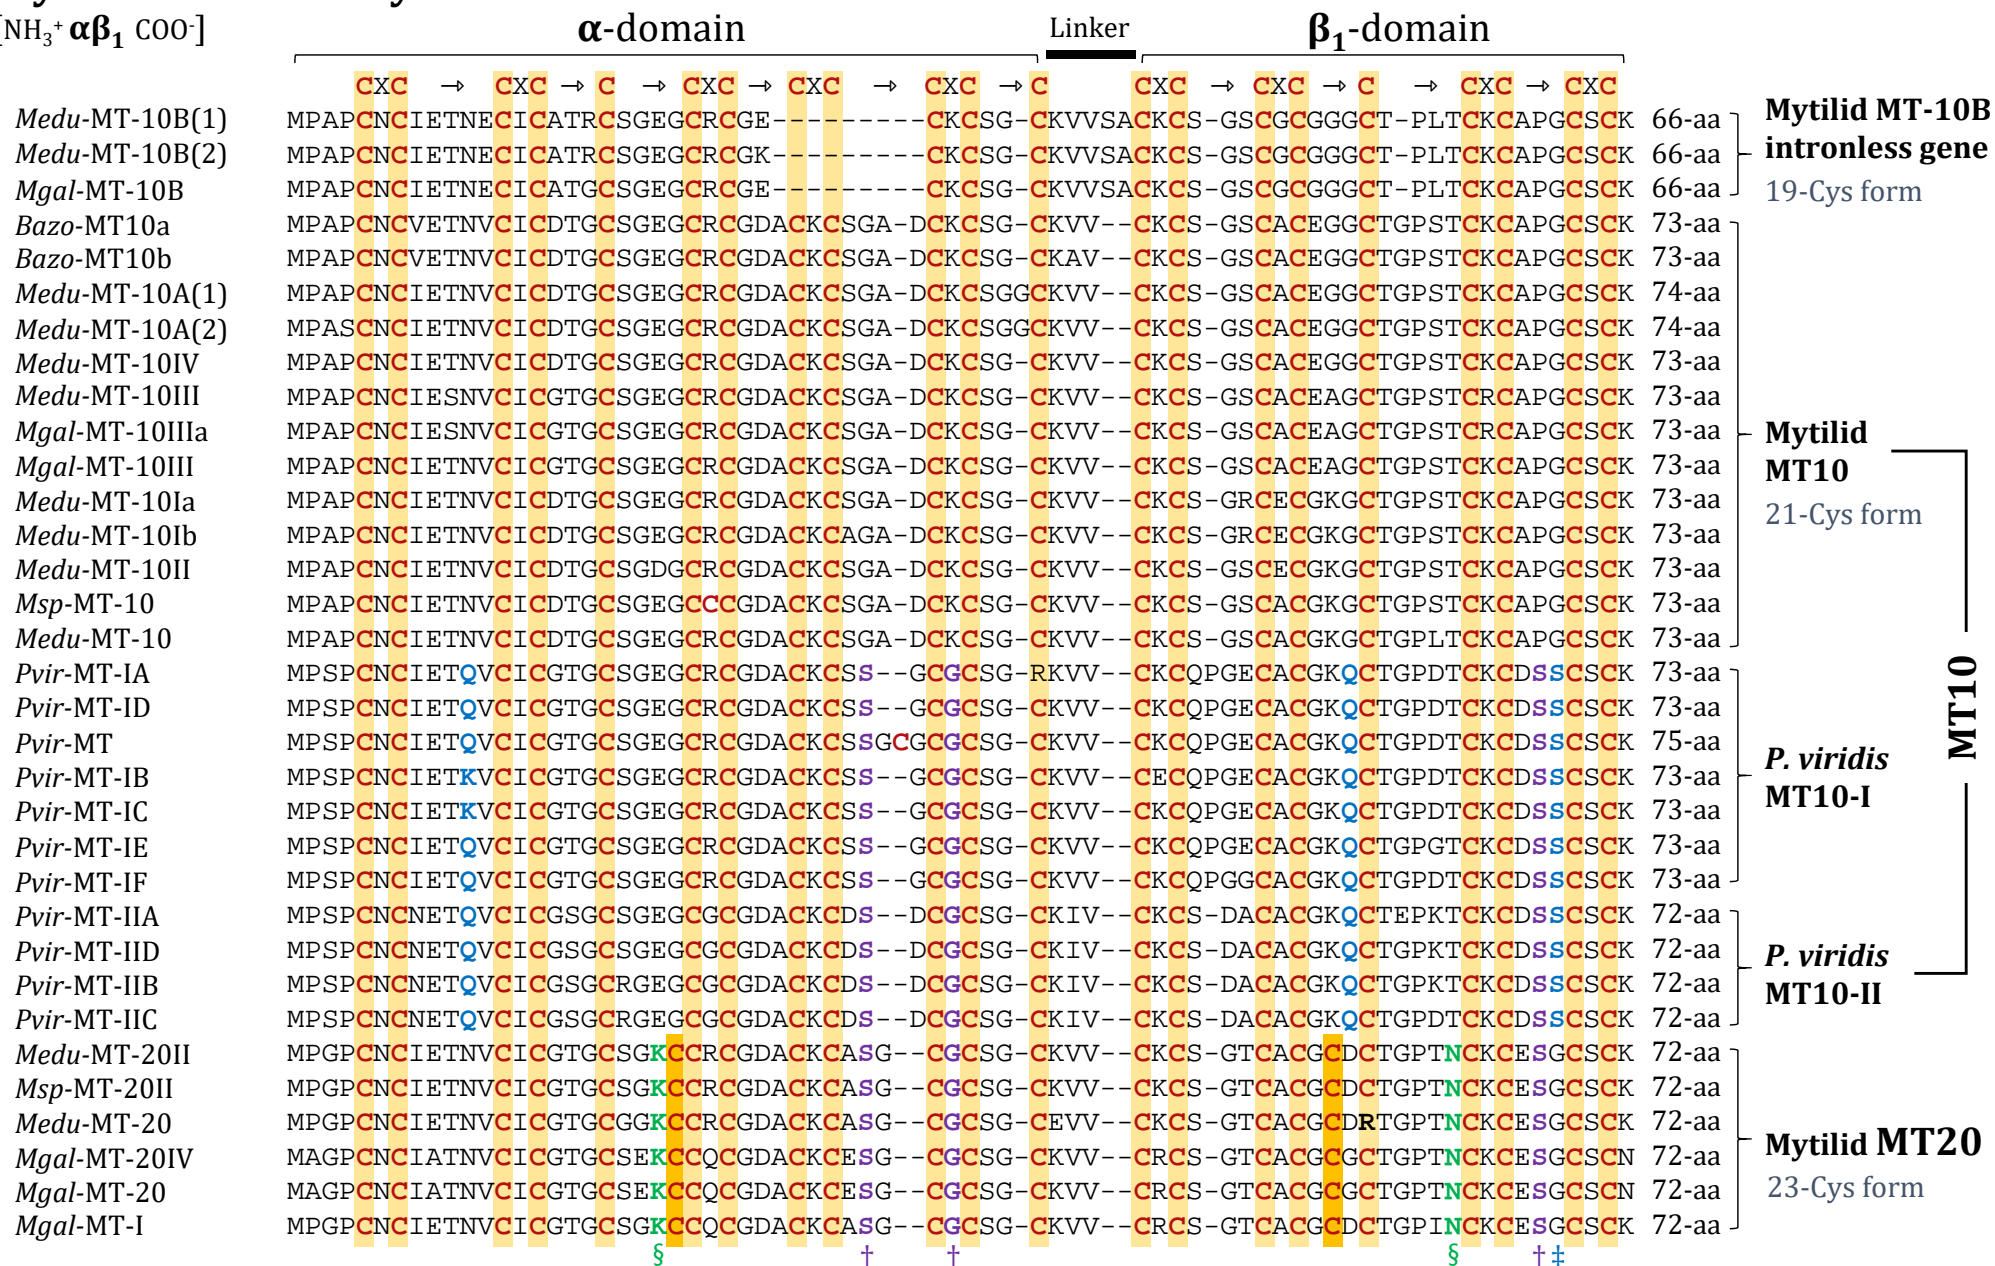 [NH₃⁺ αβ₁ COO⁻]
α-domain Linker β₁-domain
CXC → CXC → C → CXC → CXC → CXC → C CXC → CXC → C → CXC → CXC
Medu-MT-10B(1) MPAPCNCIETNECICATRCSGEGCRCGE---------CKCSG-CKVVSACKCS-GSCGCGGGCT-PLTCKCAPGCSCK 66-aa
Medu-MT-10B(2) MPAPCNCIETNECICATRCSGEGCRCGK---------CKCSG-CKVVSACKCS-GSCGCGGGCT-PLTCKCAPGCSCK 66-aa
Mgal-MT-10B MPAPCNCIETNECICATGCSGEGCRCGE---------CKCSG-CKVVSACKCS-GSCGCGGGCT-PLTCKCAPGCSCK 66-aa
Mytilid MT-10B
intronless gene
19-Cys form
Bazo-MT10a MPAPCNCVETNVCICDTGCSGEGCRCGDACKCSGA-DCKCSG-CKVV--CKCS-GSCACEGGCTGPSTCKCAPGCSCK 73-aa
Bazo-MT10b MPAPCNCVETNVCICDTGCSGEGCRCGDACKCSGA-DCKCSG-CKAV--CKCS-GSCACEGGCTGPSTCKCAPGCSCK 73-aa
Medu-MT-10A(1) MPAPCNCIETNVCICDTGCSGEGCRCGDACKCSGA-DCKCSGGCKVV--CKCS-GSCACEGGCTGPSTCKCAPGCSCK 74-aa
Medu-MT-10A(2) MPASCNCIETNVCICDTGCSGEGCRCGDACKCSGA-DCKCSGGCKVV--CKCS-GSCACEGGCTGPSTCKCAPGCSCK 74-aa
Medu-MT-10IV MPAPCNCIETNVCICDTGCSGEGCRCGDACKCSGA-DCKCSG-CKVV--CKCS-GSCACEGGCTGPSTCKCAPGCSCK 73-aa
Medu-MT-10III MPAPCNCIESNVCICGTGCSGEGCRCGDACKCSGA-DCKCSG-CKVV--CKCS-GSCACEAGCTGPSTCRCAPGCSCK 73-aa
Mgal-MT-10IIIa MPAPCNCIESNVCICGTGCSGEGCRCGDACKCSGA-DCKCSG-CKVV--CKCS-GSCACEAGCTGPSTCRCAPGCSCK 73-aa
Mgal-MT-10III MPAPCNCIETNVCICGTGCSGEGCRCGDACKCSGA-DCKCSG-CKVV--CKCS-GSCACEAGCTGPSTCKCAPGCSCK 73-aa
Medu-MT-10Ia MPAPCNCIETNVCICDTGCSGEGCRCGDACKCSGA-DCKCSG-CKVV--CKCS-GRCECGKGCTGPSTCKCAPGCSCK 73-aa
Medu-MT-10Ib MPAPCNCIETNVCICDTGCSGEGCRCGDACKCAGA-DCKCSG-CKVV--CKCS-GRCECGKGCTGPSTCKCAPGCSCK 73-aa
Medu-MT-10II MPAPCNCIETNVCICDTGCSGDGCRCGDACKCSGA-DCKCSG-CKVV--CKCS-GSCECGKGCTGPSTCKCAPGCSCK 73-aa
Msp-MT-10 MPAPCNCIETNVCICDTGCSGEGCCCGDACKCSGA-DCKCSG-CKVV--CKCS-GSCACGKGCTGPSTCKCAPGCSCK 73-aa
Medu-MT-10 MPAPCNCIETNVCICDTGCSGEGCRCGDACKCSGA-DCKCSG-CKVV--CKCS-GSCACGKGCTGPLTCKCAPGCSCK 73-aa
Mytilid
MT10
21-Cys form
Pvir-MT-IA MPSPCNCIETQVCICGTGCSGEGCRCGDACKCSS--GCGCSG-RKVV--CKCQPGECACGKQCTGPDTCKCDSSCSCK 73-aa
Pvir-MT-ID MPSPCNCIETQVCICGTGCSGEGCRCGDACKCSS--GCGCSG-CKVV--CKCQPGECACGKQCTGPDTCKCDSSCSCK 73-aa
Pvir-MT MPSPCNCIETQVCICGTGCSGEGCRCGDACKCSSGCGCGCSG-CKVV--CKCQPGECACGKQCTGPDTCKCDSSCSCK 75-aa
Pvir-MT-IB MPSPCNCIETKVCICGTGCSGEGCRCGDACKCSS--GCGCSG-CKVV--CECQPGECACGKQCTGPDTCKCDSSCSCK 73-aa
Pvir-MT-IC MPSPCNCIETKVCICGTGCSGEGCRCGDACKCSS--GCGCSG-CKVV--CKCQPGECACGKQCTGPDTCKCDSSCSCK 73-aa
Pvir-MT-IE MPSPCNCIETQVCICGTGCSGEGCRCGDACKCSS--GCGCSG-CKVV--CKCQPGECACGKQCTGPGTCKCDSSCSCK 73-aa
Pvir-MT-IF MPSPCNCIETQVCICGTGCSGEGCRCGDACKCSS--GCGCSG-CKVV--CKCQPGGCACGKQCTGPDTCKCDSSCSCK 73-aa
P. viridis
MT10-I
Pvir-MT-IIA MPSPCNCNETQVCICGSGCSGEGCGCGDACKCDS--DCGCSG-CKIV--CKCS-DACACGKQCTEPKTCKCDSSCSCK 72-aa
Pvir-MT-IID MPSPCNCNETQVCICGSGCSGEGCGCGDACKCDS--DCGCSG-CKIV--CKCS-DACACGKQCTGPKTCKCDSSCSCK 72-aa
Pvir-MT-IIB MPSPCNCNETQVCICGSGCRGEGCGCGDACKCDS--DCGCSG-CKIV--CKCS-DACACGKQCTGPKTCKCDSSCSCK 72-aa
Pvir-MT-IIC MPSPCNCNETQVCICGSGCRGEGCGCGDACKCDS--DCGCSG-CKIV--CKCS-DACACGKQCTGPDTCKCDSSCSCK 72-aa
P. viridis
MT10-II
MT10
Medu-MT-20II MPGPCNCIETNVCICGTGCSGKCCRCGDACKCASG--CGCSG-CKVV--CKCS-GTCACGCDCTGPTNCKCESGCSCK 72-aa
Msp-MT-20II MPGPCNCIETNVCICGTGCSGKCCRCGDACKCASG--CGCSG-CKVV--CKCS-GTCACGCDCTGPTNCKCESGCSCK 72-aa
Medu-MT-20 MPGPCNCIETNVCICGTGCGGKCCRCGDACKCASG--CGCSG-CEVV--CKCS-GTCACGCDRTGPTNCKCESGCSCK 72-aa
Mgal-MT-20IV MAGPCNCIATNVCICGTGCSEKCCQCGDACKCESG--CGCSG-CKVV--CRCS-GTCACGCGCTGPTNCKCESGCSCN 72-aa
Mgal-MT-20 MAGPCNCIATNVCICGTGCSEKCCQCGDACKCESG--CGCSG-CKVV--CRCS-GTCACGCGCTGPTNCKCESGCSCN 72-aa
Mgal-MT-I MPGPCNCIETNVCICGTGCSGKCCQCGDACKCASG--CGCSG-CKVV--CRCS-GTCACGCDCTGPINCKCESGCSCK 72-aa
Mytilid MT20
23-Cys form
§ † † § † ‡